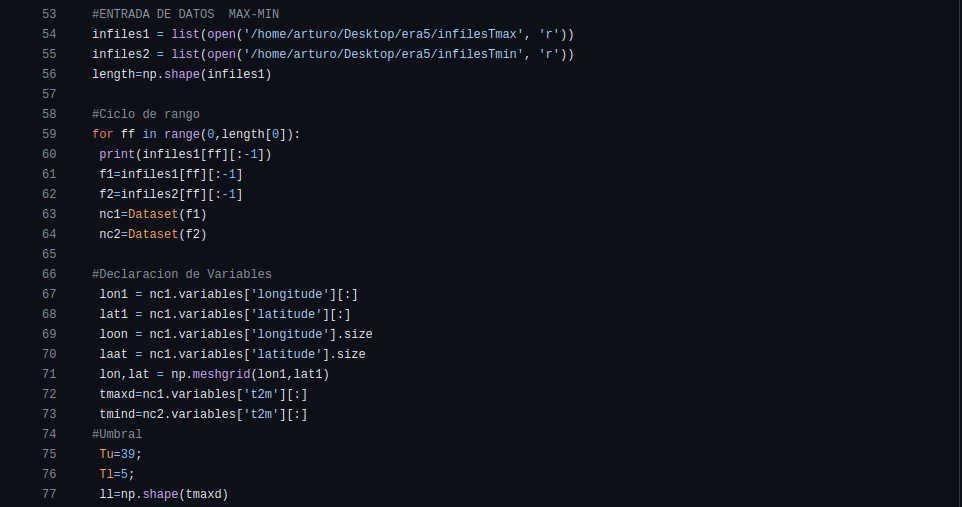 53 #ENTRADA DE DATOS  MAX-MIN
54 infiles1 = list(open('/home/arturo/Desktop/era5/infilesTmax', 'r'))
55 infiles2 = list(open('/home/arturo/Desktop/era5/infilesTmin', 'r'))
56 length=np.shape(infiles1)
57
58 #Ciclo de rango
59 for ff in range(0,length[0]):
60  print(infiles1[ff][:-1])
61  f1=infiles1[ff][:-1]
62  f2=infiles2[ff][:-1]
63  nc1=Dataset(f1)
64  nc2=Dataset(f2)
65
66 #Declaracion de Variables
67  lon1 = nc1.variables['longitude'][:]
68  lat1 = nc1.variables['latitude'][:]
69  loon = nc1.variables['longitude'].size
70  laat = nc1.variables['latitude'].size
71  lon,lat = np.meshgrid(lon1,lat1)
72  tmaxd=nc1.variables['t2m'][:]
73  tmind=nc2.variables['t2m'][:]
74 #Umbral
75  Tu=39;
76  Tl=5;
77  ll=np.shape(tmaxd)